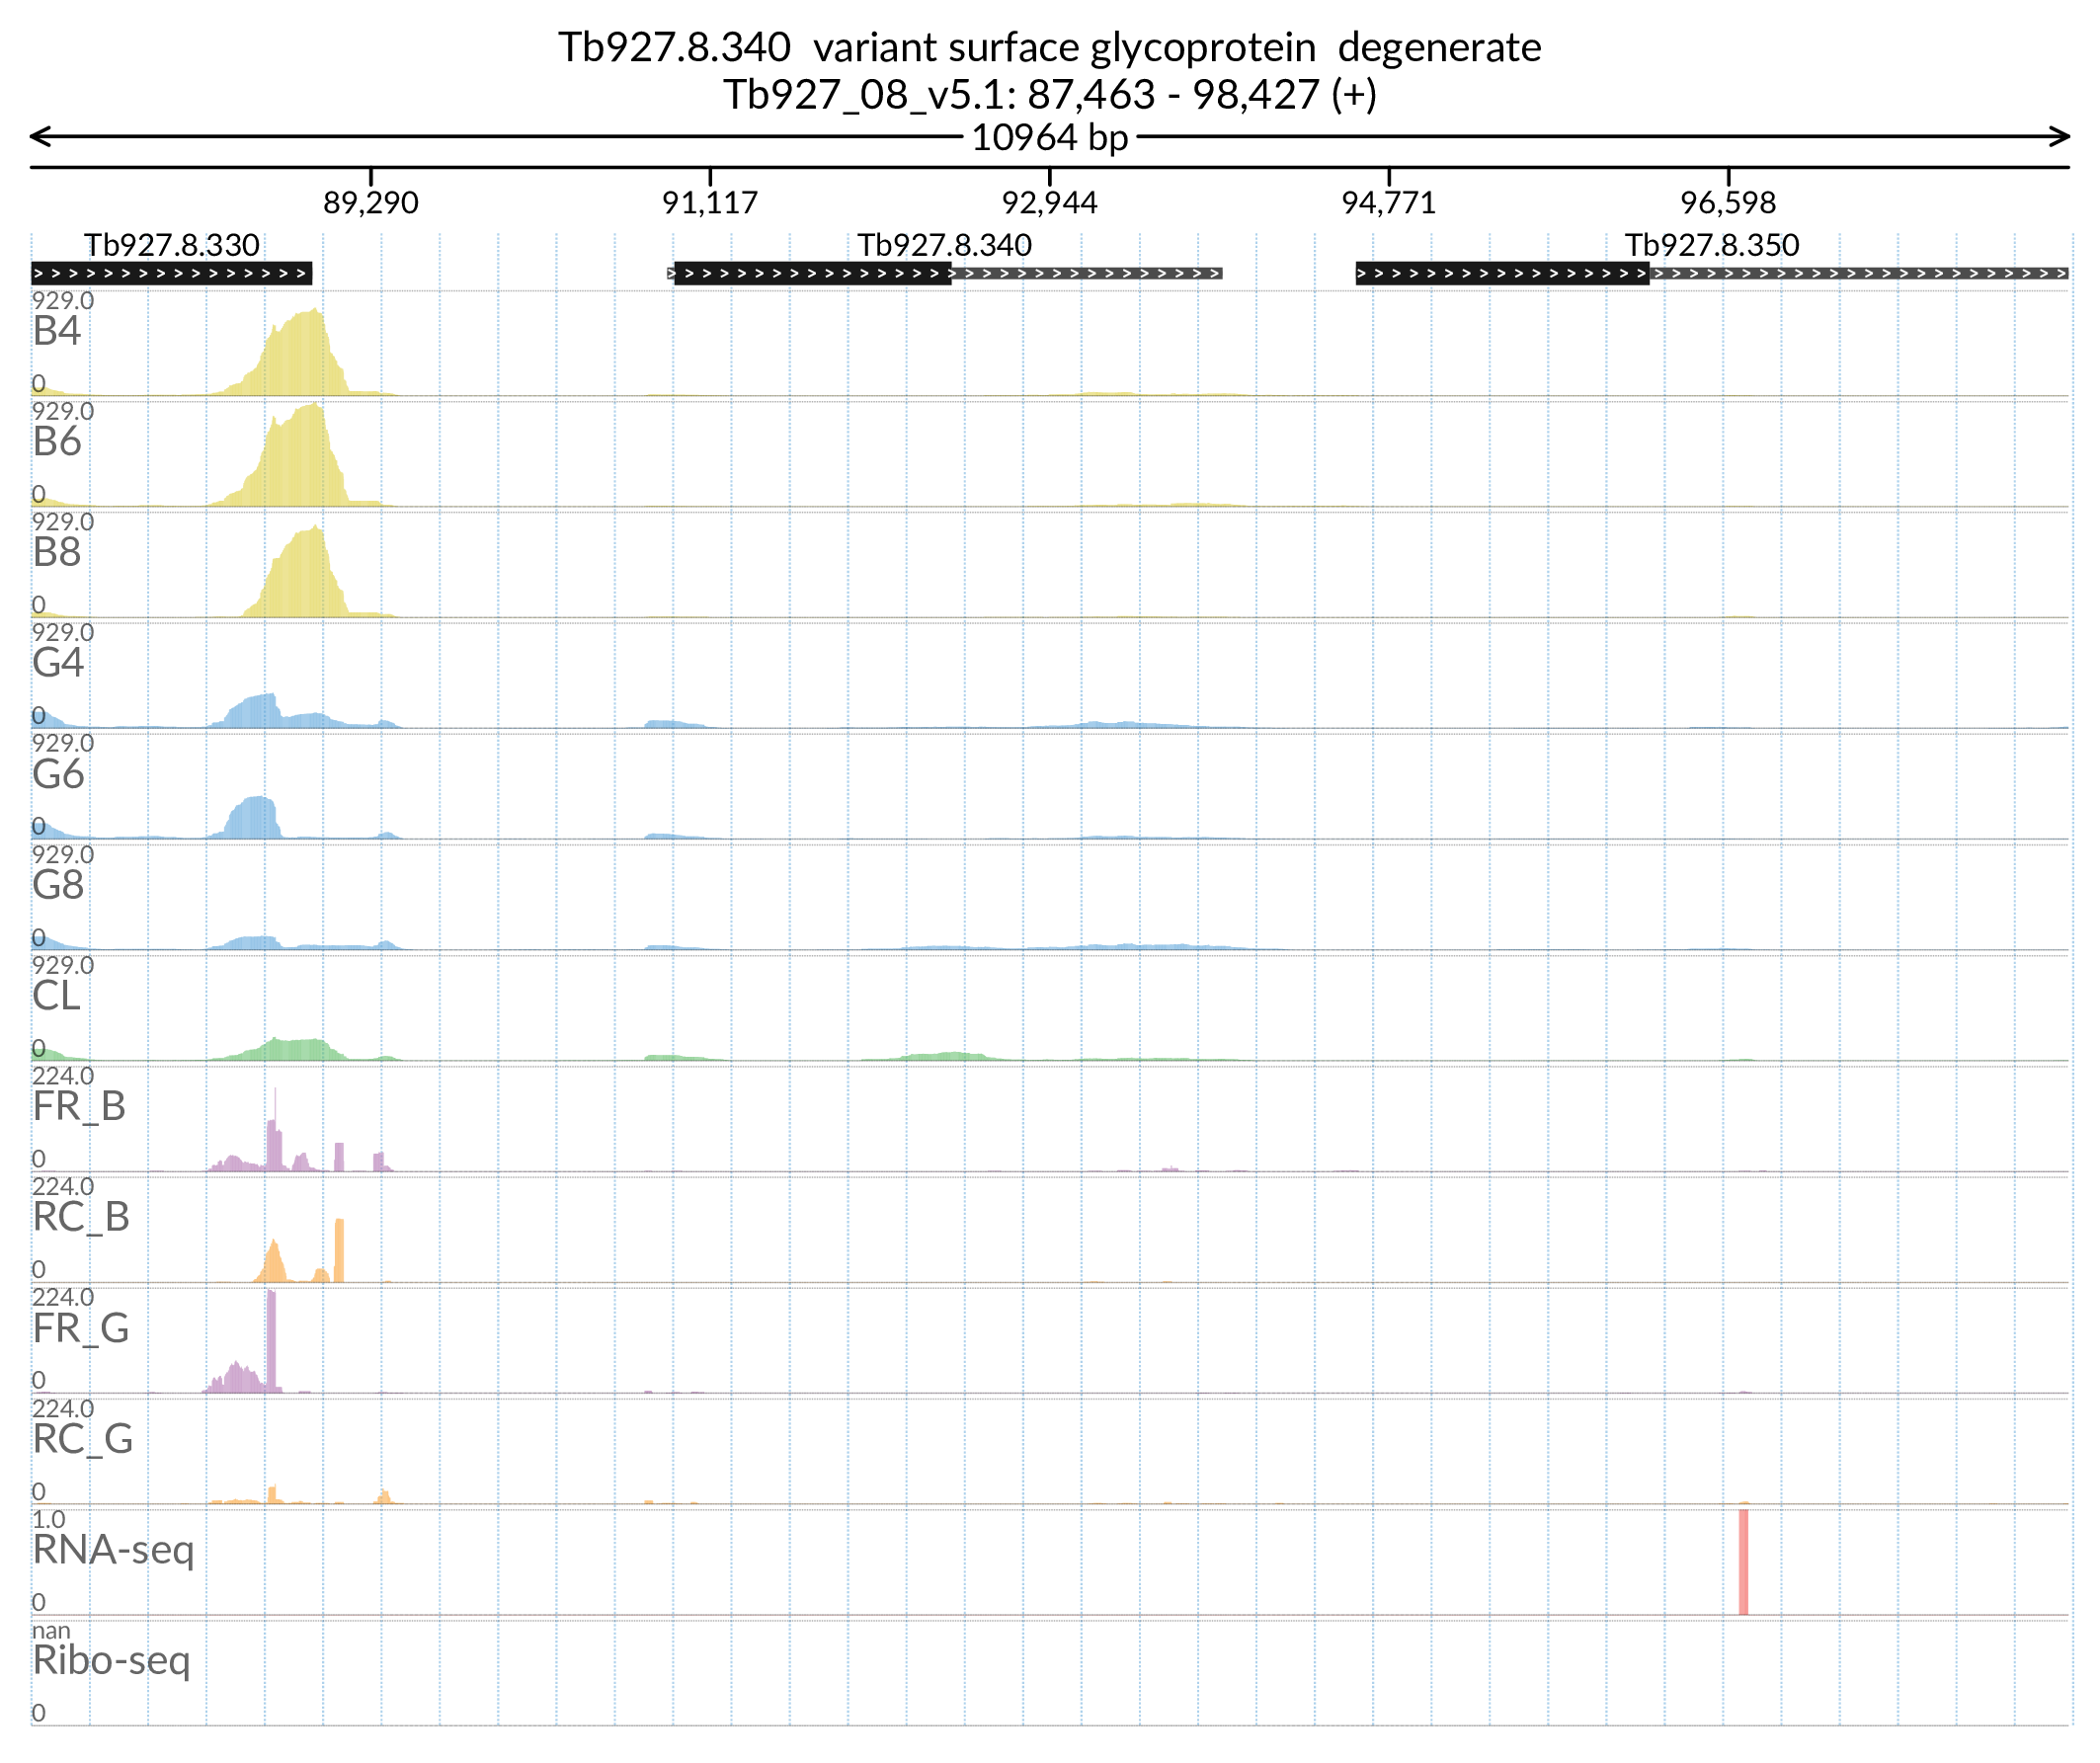 Tb927.8.340  variant surface glycoprotein  degenerate
Tb927_08_v5.1: 87,463 - 98,427 (+)
10964 bp
89,290 91,117 92,944 94,771 96,598
Tb927.8.330 Tb927.8.340 Tb927.8.350
929.0
B4
0
929.0
B6
0
929.0
B8
0
929.0
G4
0
929.0
G6
0
929.0
G8
0
929.0
CL
0
224.0
FR_B
0
224.0
RC_B
0
224.0
FR_G
0
224.0
RC_G
0
1.0
RNA-seq
0
nan
Ribo-seq
0